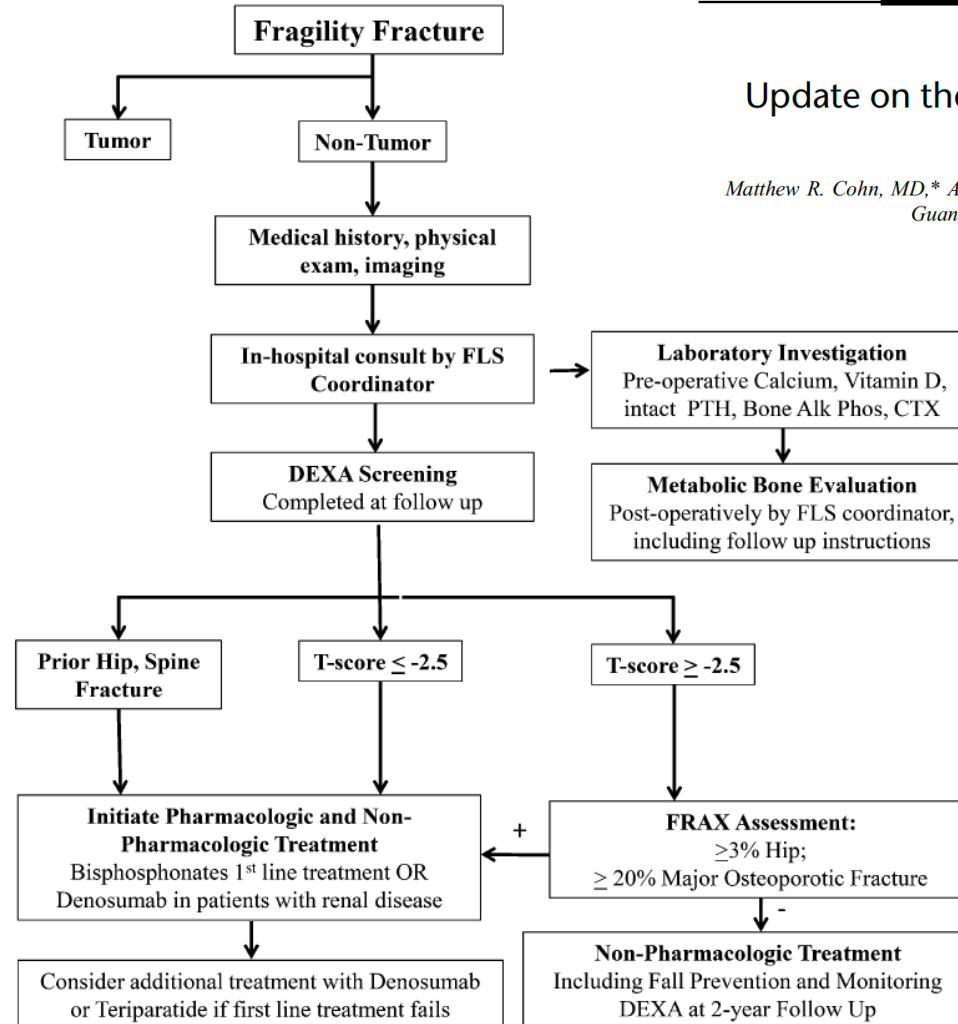 Fragility Fracture
Update on the
Tumor
Non-Tumor
Matthew R. Cohn, MD,* A
Guan
Medical history, physical
exam, imaging
In-hospital consult by FLS
Coordinator
Laboratory Investigation
Pre-operative Calcium, Vitamin D,
intact PTH, Bone Alk Phos, CTX
DEXA Screening
Completed at follow up
Metabolic Bone Evaluation
Post-operatively by FLS coordinator,
including follow up instructions
Prior Hip, Spine
Fracture
T-score ≤ -2.5
T-score ≥ -2.5
Initiate Pharmacologic and Non-
Pharmacologic Treatment
Bisphosphonates 1st line treatment OR
Denosumab in patients with renal disease
+
FRAX Assessment:
≥3% Hip;
≥ 20% Major Osteoporotic Fracture
-
Consider additional treatment with Denosumab
or Teriparatide if first line treatment fails
Non-Pharmacologic Treatment
Including Fall Prevention and Monitoring
DEXA at 2-year Follow Up